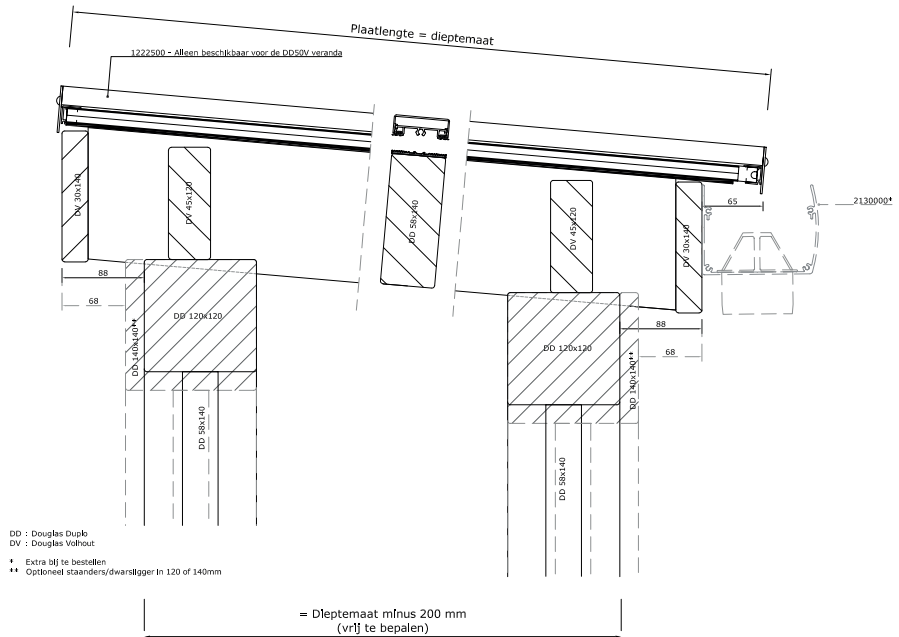 Plaatlengte = dieptemaat
1222500 - Alleen beschikbaar voor de DD50V veranda
DV 30x140
DV 45x120
DD 58x140
DV 45x120
DV 30x140
65
2130000*
88
68
DD 140x140**
DD 120x120
DD 58x140
88
68
DD 120x120
DD 140x140**
DD 58x140
DD : Douglas Duplo
DV : Douglas Volhout
* Extra bij te bestellen
** Optioneel staanders/dwarsligger in 120 of 140mm
= Dieptemaat minus 200 mm
(vrij te bepalen)